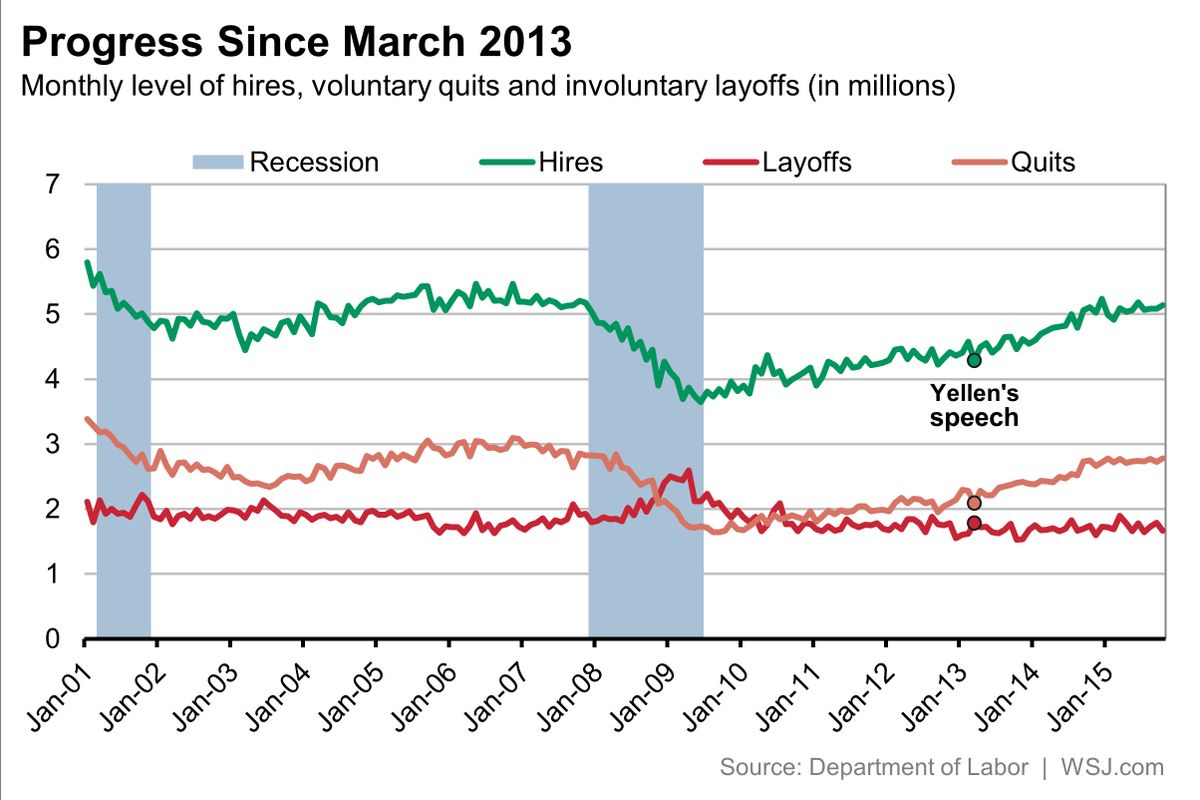 Progress Since March 2013
Monthly level of hires, voluntary quits and involuntary layoffs (in millions)
Recession Hires Layoffs Quits
7
6
5
4
3
2
1
0
Yellen's
speech
Jan-01 Jan-02 Jan-03 Jan-04 Jan-05 Jan-06 Jan-07 Jan-08 Jan-09 Jan-10 Jan-11 Jan-12 Jan-13 Jan-14 Jan-15
Source: Department of Labor | WSJ.com